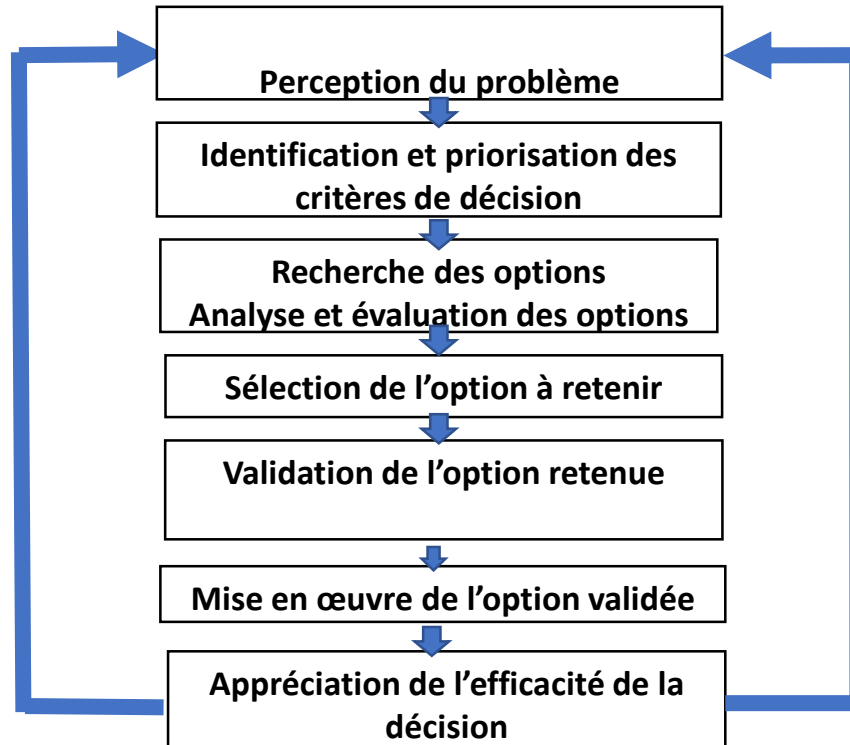 Perception du problème
Identification et priorisation des
critères de décision
Recherche des options
Analyse et évaluation des options
Sélection de l’option à retenir
Validation de l’option retenue
Mise en œuvre de l’option validée
Appréciation de l’efficacité de la
décision